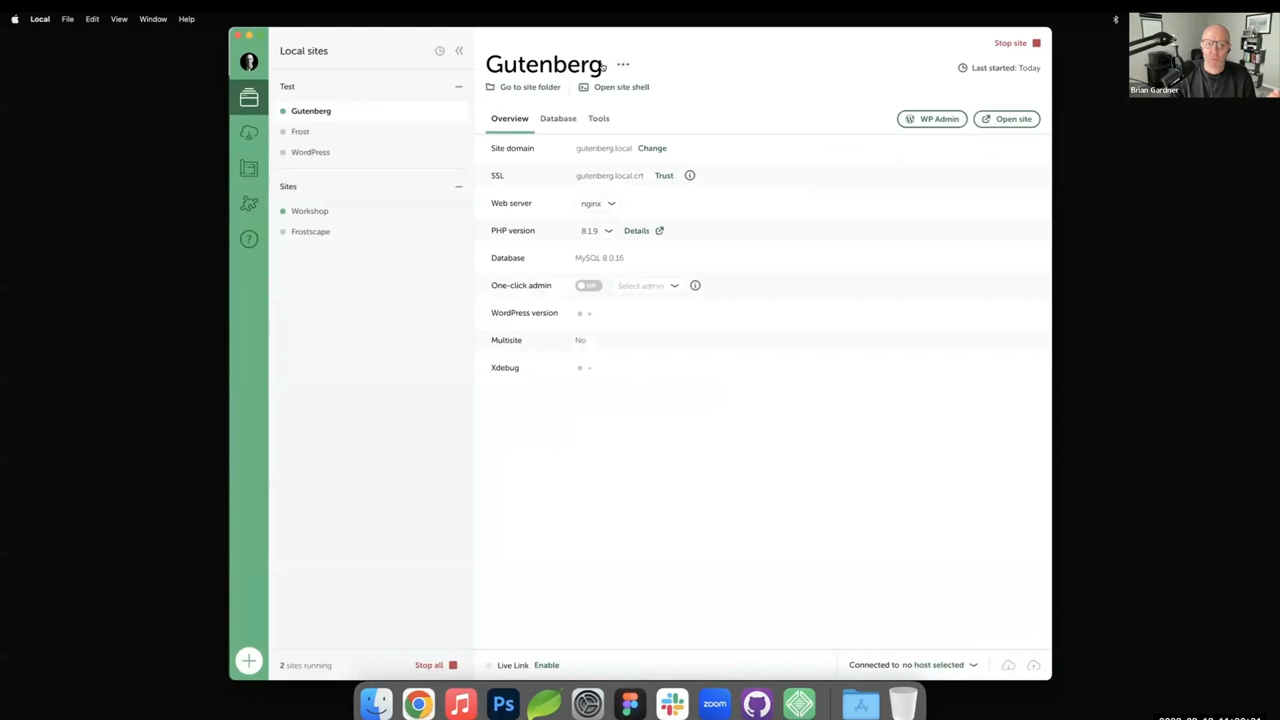 Local File Edit View Window Help
Brian Gardner
Local sites
Test
Gutenberg
Frost
WordPress
Sites
Workshop
Frostscape
2 sites running Stop all
Gutenberg ...
Stop site
Last started: Today
Go to site folder Open site shell
Overview Database Tools
WP Admin Open site
Site domain gutenberg.local Change
SSL gutenberg.local.crt Trust
Web server nginx
PHP version 8.1.9 Details
Database MySQL 8.0.16
One-click admin Off Select admin
WordPress version
Multisite No
Xdebug
Live Link Enable
Connected to no host selected
Ps
zoom